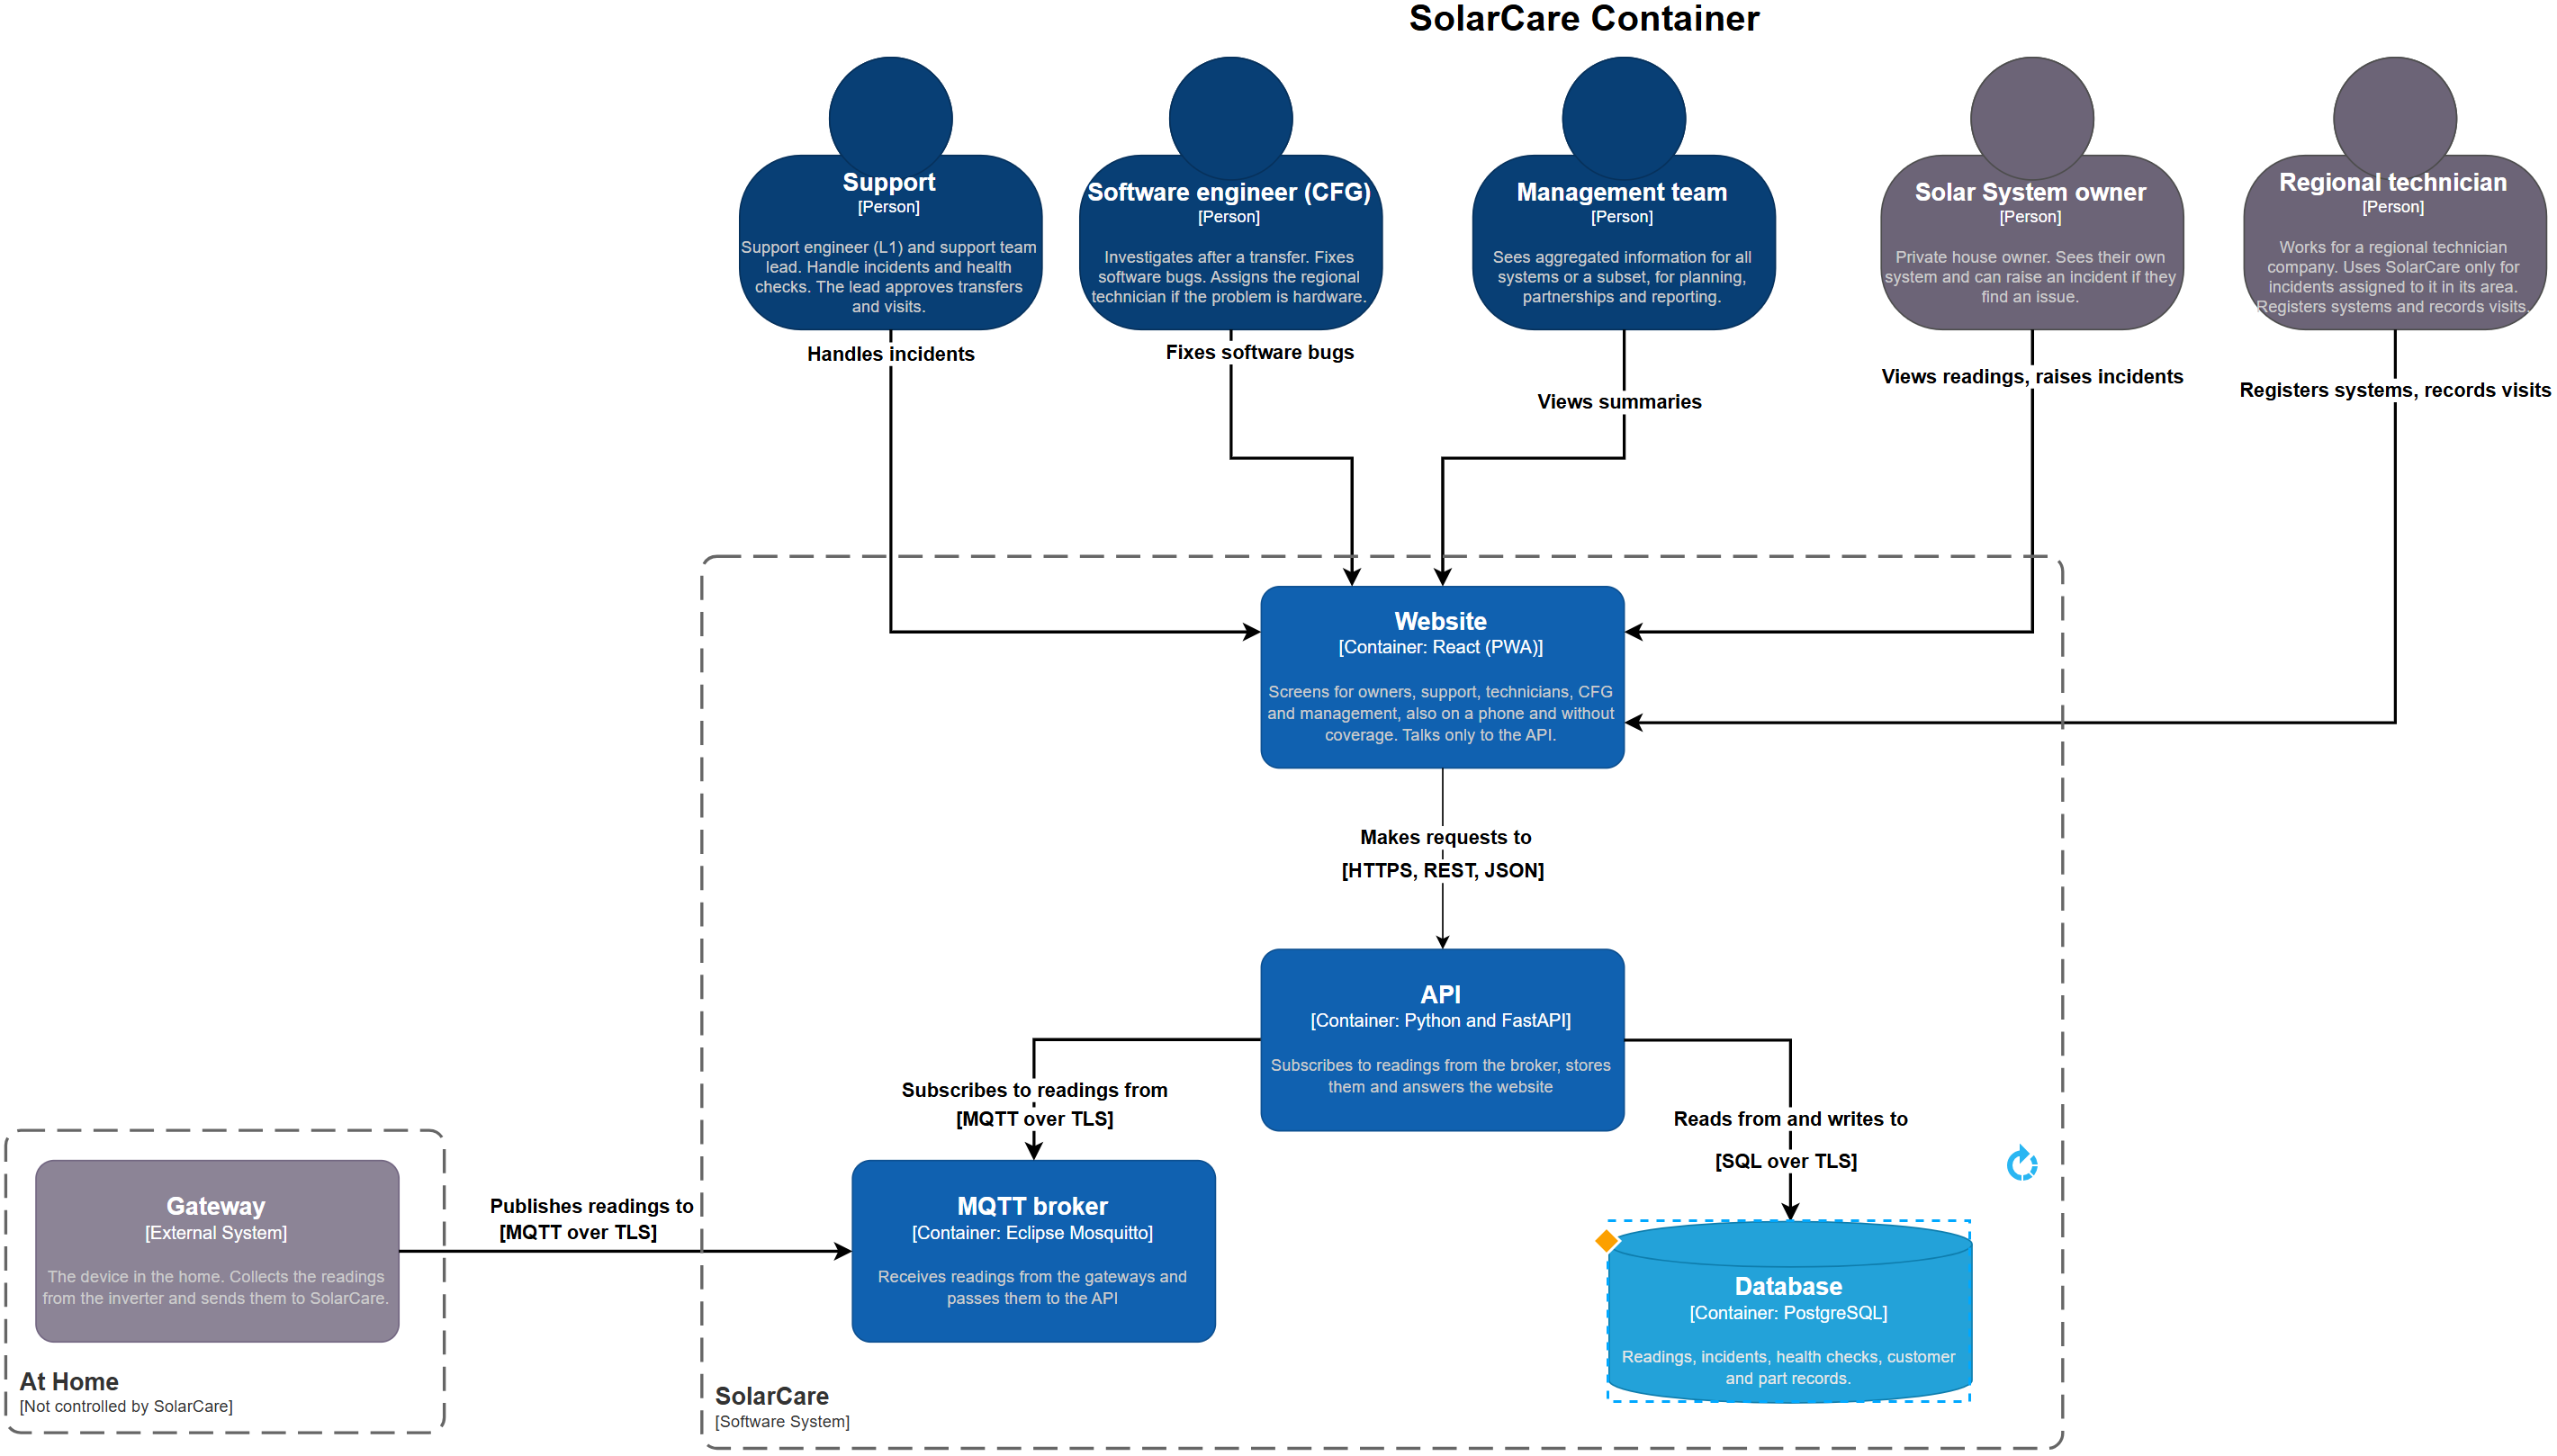 SolarCare Container
Support
[Person]
Support engineer (L1) and support team
lead. Handle incidents and health
checks. The lead approves transfers
and visits.
Software engineer (CFG)
[Person]
Investigates after a transfer. Fixes
software bugs. Assigns the regional
technician if the problem is hardware.
Management team
[Person]
Sees aggregated information for all
systems or a subset, for planning,
partnerships and reporting.
Solar System owner
[Person]
Private house owner. Sees their own
system and can raise an incident if they
find an issue.
Regional technician
[Person]
Works for a regional technician
company. Uses SolarCare only for
incidents assigned to it in its area.
Registers systems and records visits.
Handles incidents
Fixes software bugs
Views summaries
Views readings, raises incidents
Registers systems, records visits
Website
[Container: React (PWA)]
Screens for owners, support, technicians, CFG
and management, also on a phone and without
coverage. Talks only to the API.
Makes requests to
[HTTPS, REST, JSON]
API
[Container: Python and FastAPI]
Subscribes to readings from the broker, stores
them and answers the website
Subscribes to readings from
[MQTT over TLS]
Reads from and writes to
[SQL over TLS]
Gateway
[External System]
The device in the home. Collects the readings
from the inverter and sends them to SolarCare.
At Home
[Not controlled by SolarCare]
Publishes readings to
[MQTT over TLS]
MQTT broker
[Container: Eclipse Mosquitto]
Receives readings from the gateways and
passes them to the API
Database
[Container: PostgreSQL]
Readings, incidents, health checks, customer
and part records.
SolarCare
[Software System]